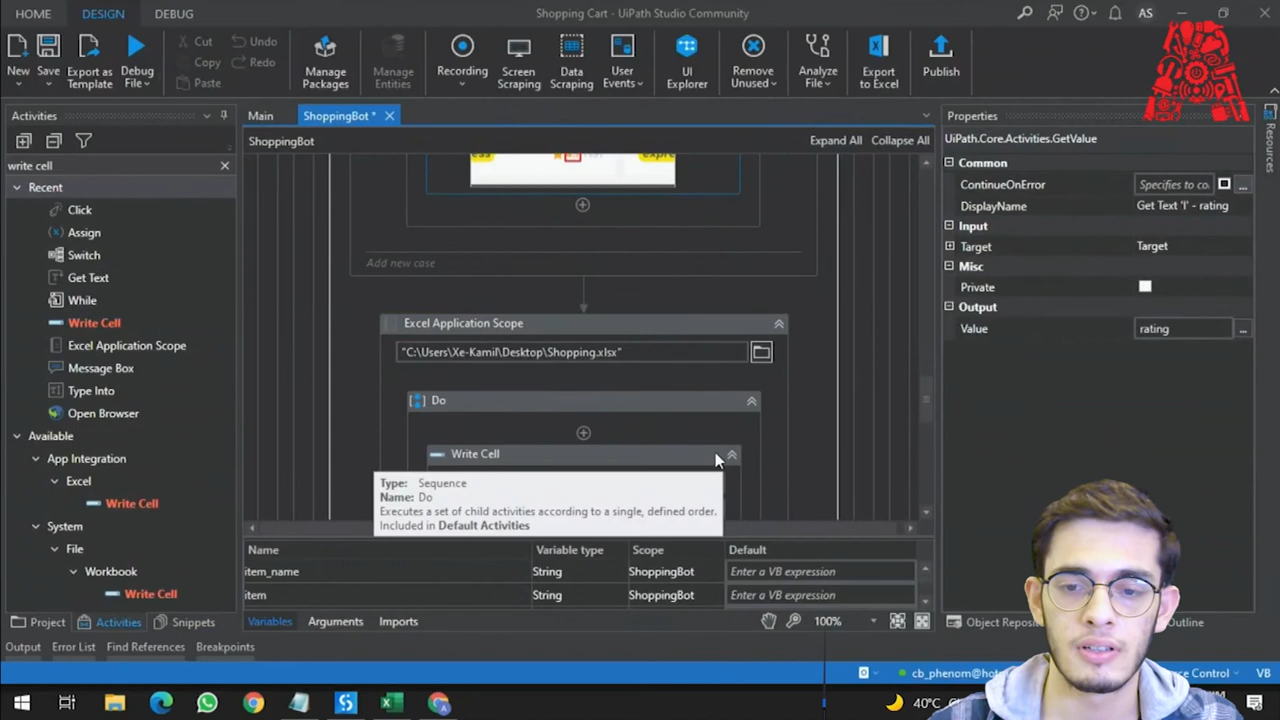 HOME DESIGN DEBUG Shopping Cart - UiPath Studio Community AS
Cut Undo
Copy Redo
Paste
New Save Export as Template Debug File Manage Packages Manage Entities Recording Screen Scraping Data Scraping User Events UI Explorer Remove Unused Analyze File Export to Excel Publish
Activities
write cell
Recent
Click
Assign
Switch
Get Text
While
Write Cell
Excel Application Scope
Message Box
Type Into
Open Browser
Available
App Integration
Excel
Write Cell
System
File
Workbook
Write Cell
Project Activities Snippets
Main ShoppingBot *
ShoppingBot Expand All Collapse All
Add new case
Excel Application Scope
"C:\Users\Xe-Kamil\Desktop\Shopping.xlsx"
Do
Write Cell
Type: Sequence
Name: Do
Executes a set of child activities according to a single, defined order.
Included in Default Activities
Name Variable type Scope Default
item_name String ShoppingBot Enter a VB expression
item String ShoppingBot Enter a VB expression
Variables Arguments Imports 100%
Properties
UiPath.Core.Activities.GetValue
Common
ContinueOnError Specifies to co
DisplayName Get Text 'I' - rating
Input
Target Target
Misc
Private
Output
Value rating
Resources
Object Reposit Outline
Output Error List Find References Breakpoints
cb_phenom@hot Control VB
40°C